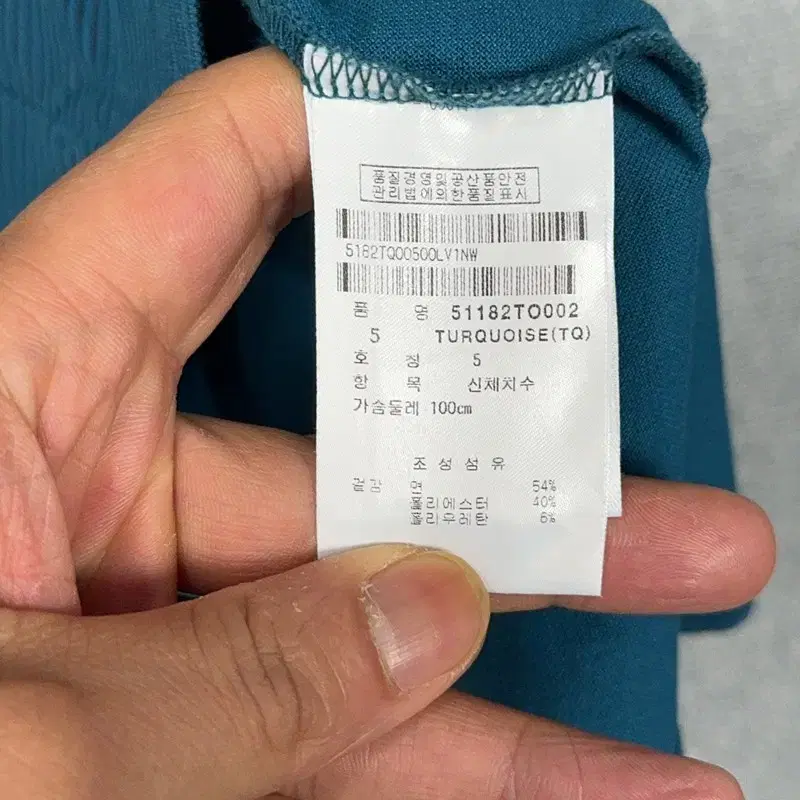 품질경영및공산품안전
관리법에의한품질표시
5182TQ00500LV1NW
품 명 51182TO002
5 TURQUOISE(TQ)
호 칭 5
항 목 신체치수
가슴둘레 100cm
조성섬유
겉감 면 54%
폴리에스터 40%
폴리우레탄 6%